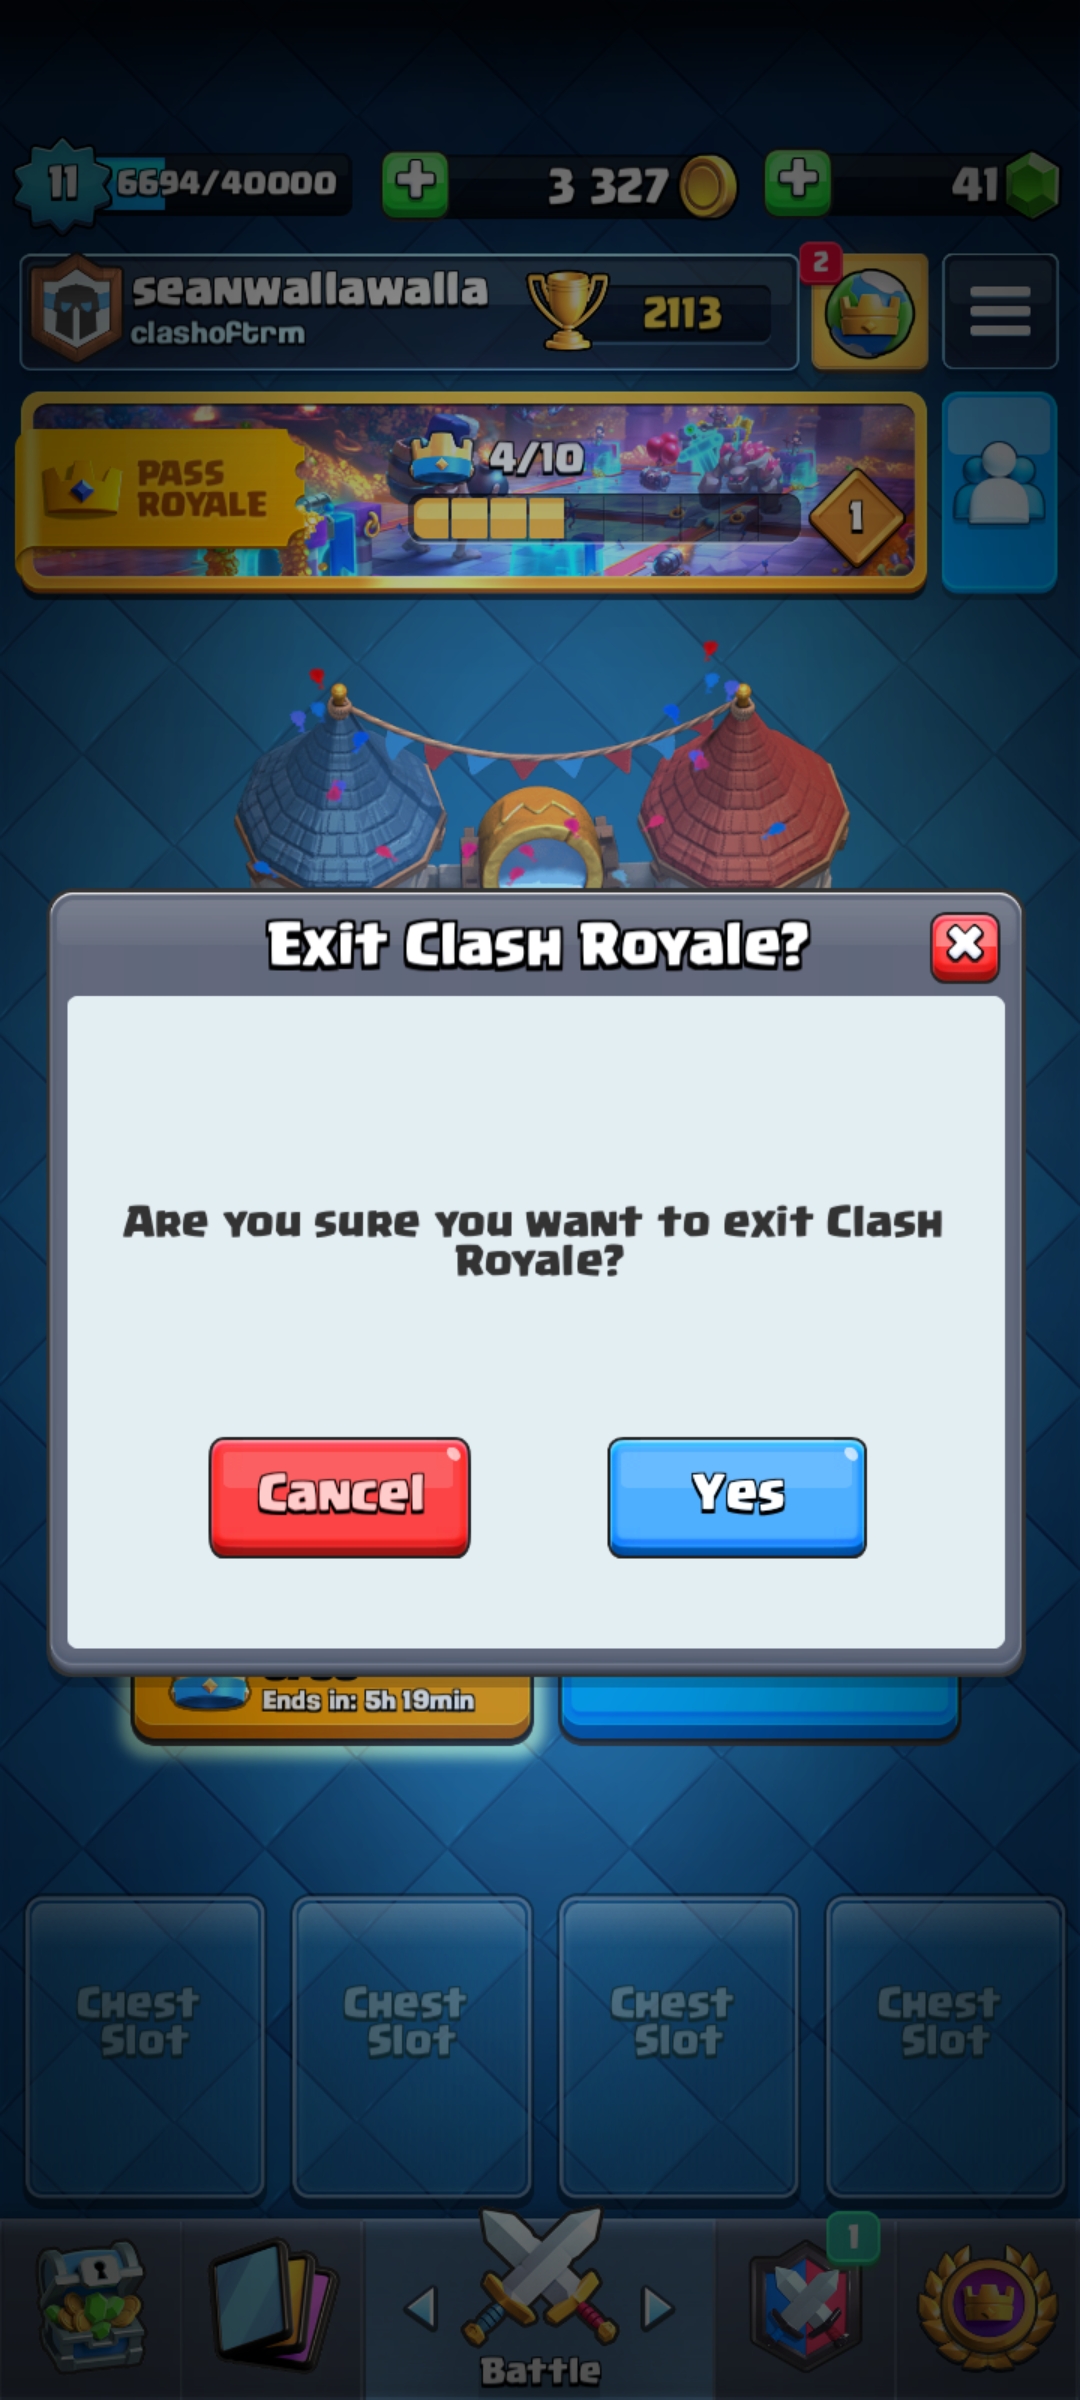 11
6694/40000
3 327
41
seanwallawalla
clashoftrm
2113
2
PASS
ROYALE
4/10
1
Exit Clash Royale?
Are you sure you want to exit Clash
Royale?
Cancel
Yes
Ends in: 5h 19min
Chest
Slot
Chest
Slot
Chest
Slot
Chest
Slot
1
Battle